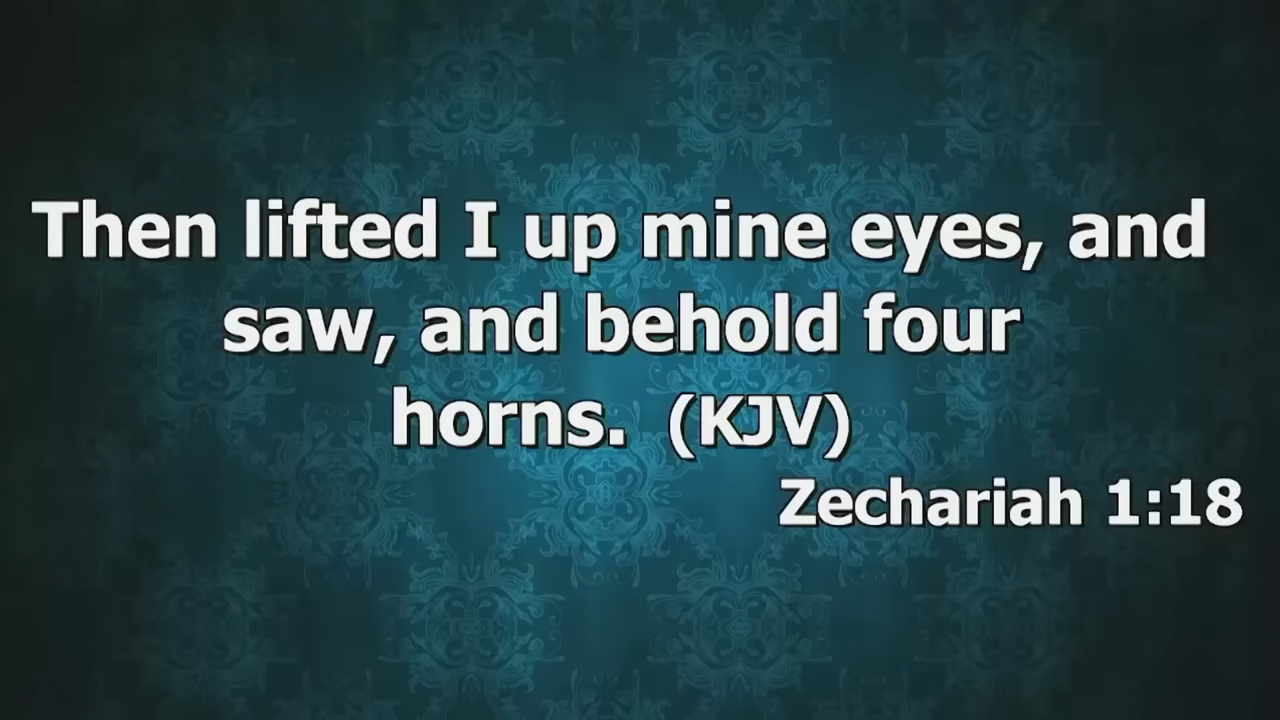 Then lifted I up mine eyes, and
saw, and behold four
horns. (KJV)
Zechariah 1:18